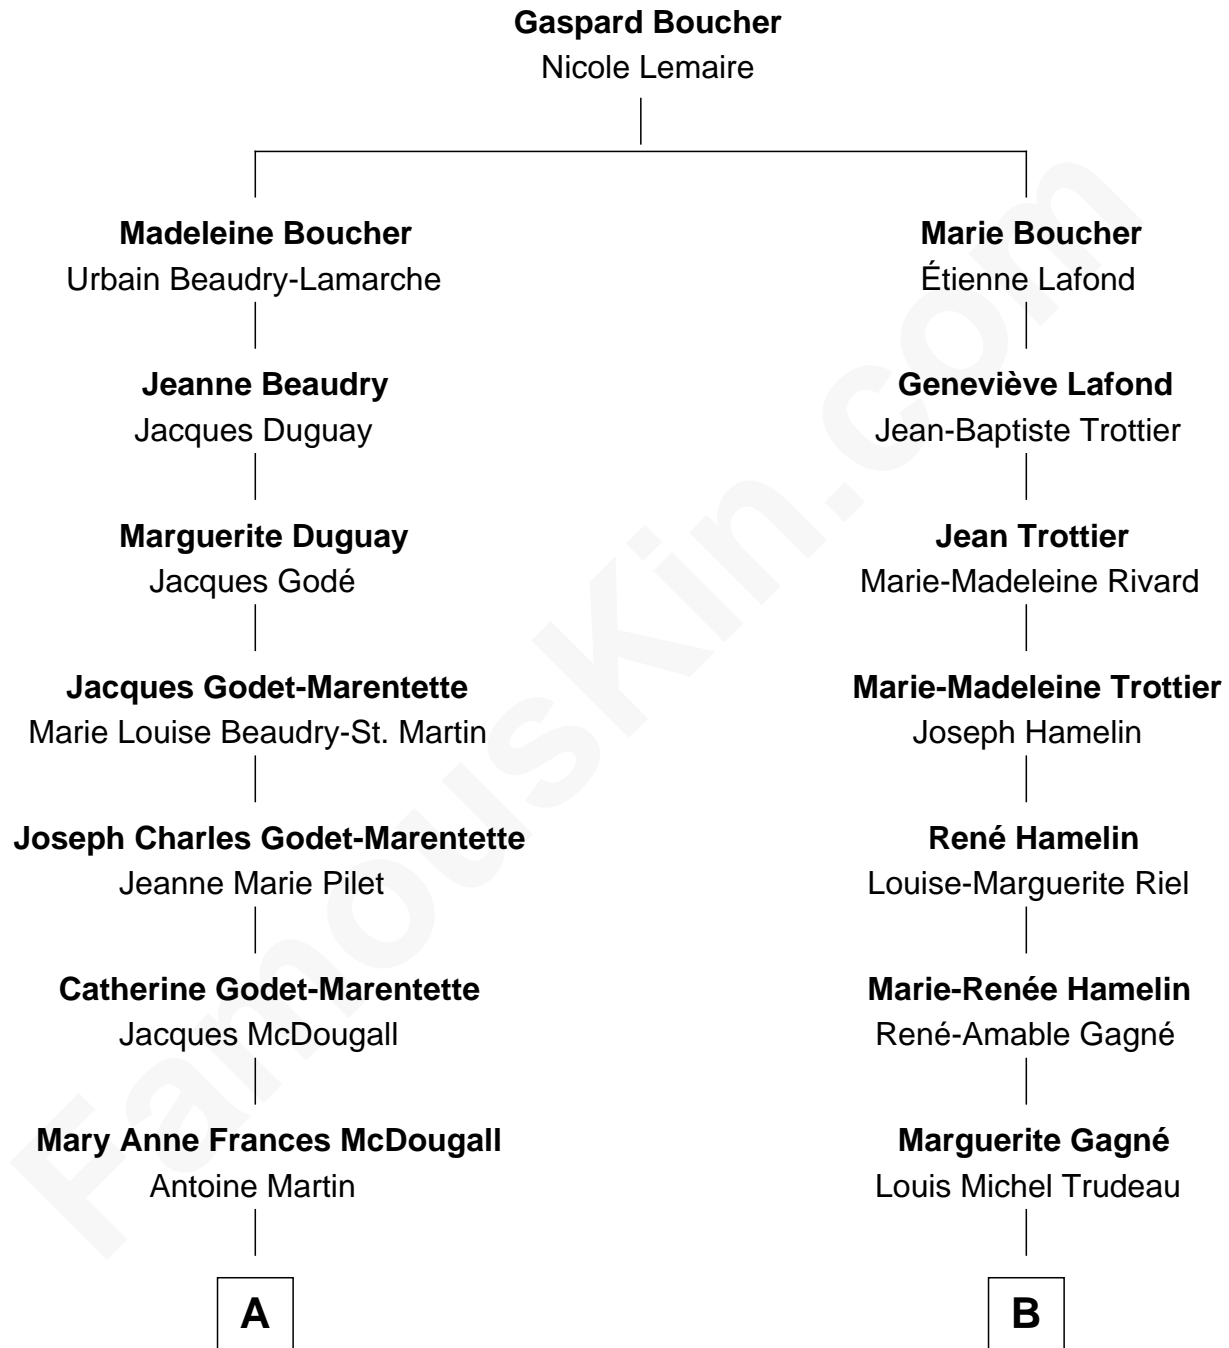 Gaspard Boucher
Nicole Lemaire
Madeleine Boucher
Urbain Beaudry-Lamarche
Jeanne Beaudry
Jacques Duguay
Marguerite Duguay
Jacques Godé
Jacques Godet-Marentette
Marie Louise Beaudry-St. Martin
Joseph Charles Godet-Marentette
Jeanne Marie Pilet
Catherine Godet-Marentette
Jacques McDougall
Mary Anne Frances McDougall
Antoine Martin
A
Marie Boucher
Étienne Lafond
Geneviève Lafond
Jean-Baptiste Trottier
Jean Trottier
Marie-Madeleine Rivard
Marie-Madeleine Trottier
Joseph Hamelin
René Hamelin
Louise-Marguerite Riel
Marie-Renée Hamelin
René-Amable Gagné
Marguerite Gagné
Louis Michel Trudeau
B
FamousKin.com